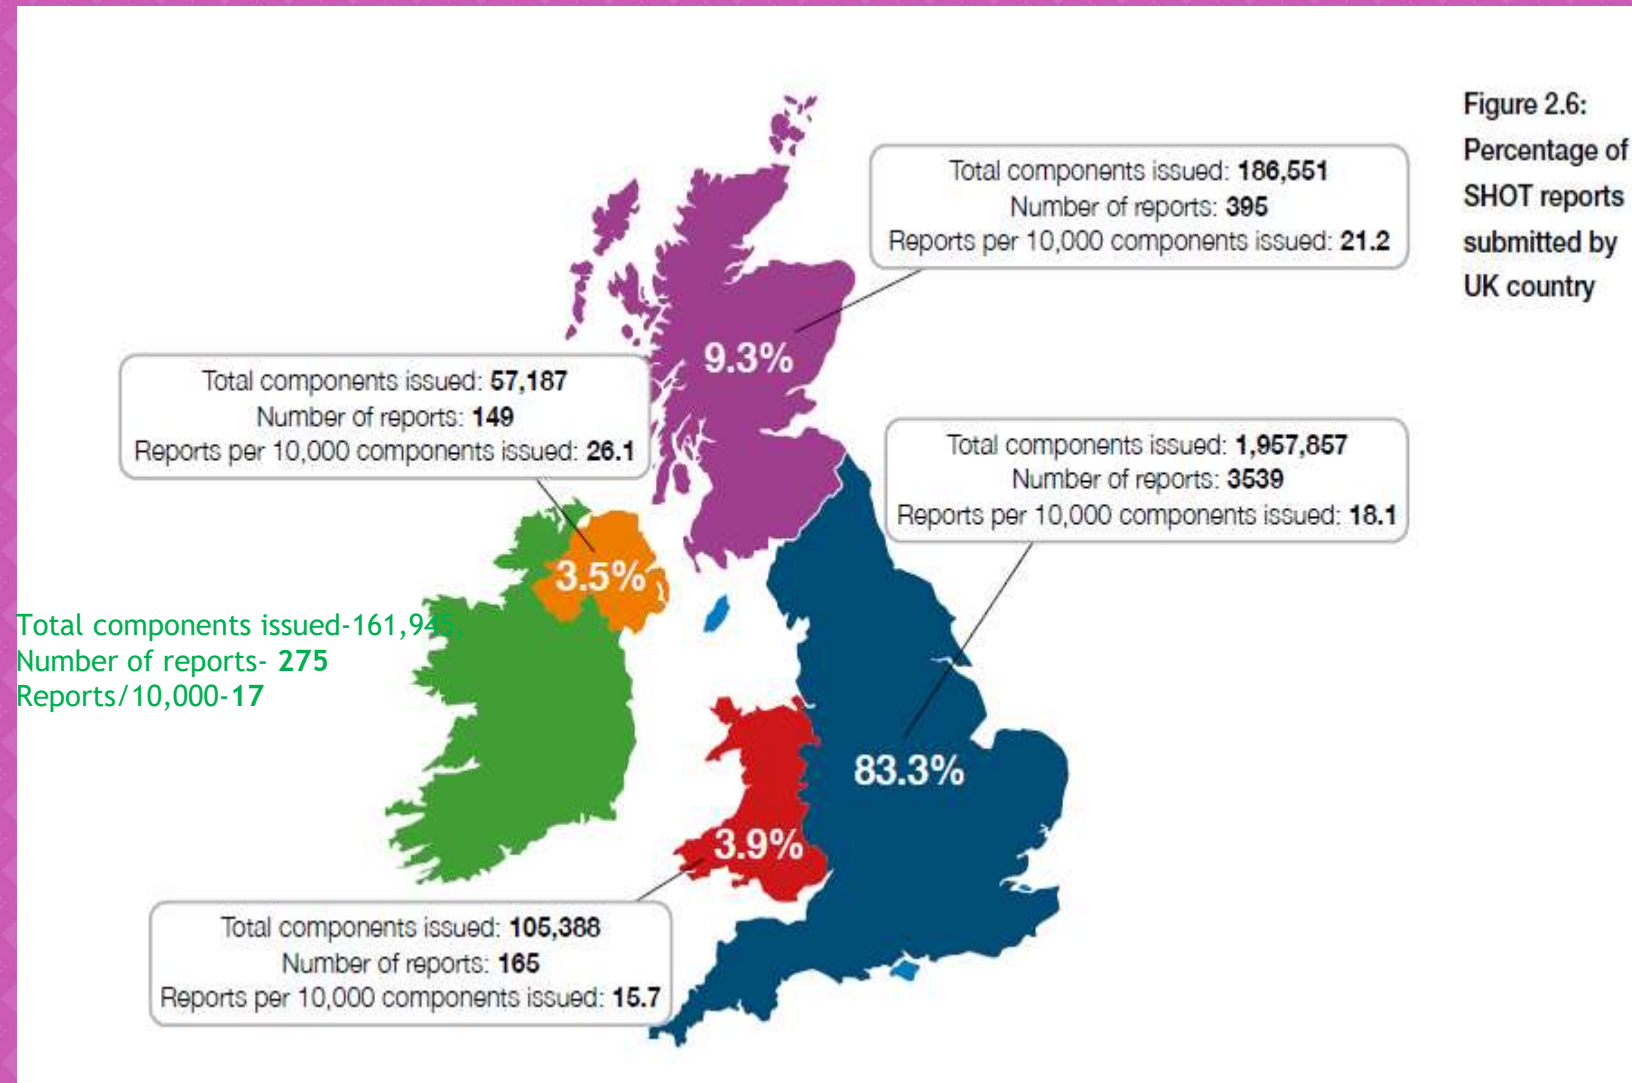 Figure 2.6:
Percentage of
SHOT reports
submitted by
UK country
Total components issued: 186,551
Number of reports: 395
Reports per 10,000 components issued: 21.2
9.3%
Total components issued: 57,187
Number of reports: 149
Reports per 10,000 components issued: 26.1
Total components issued: 1,957,857
Number of reports: 3539
Reports per 10,000 components issued: 18.1
3.5%
Total components issued-161,945,
Number of reports- 275
Reports/10,000-17
83.3%
3.9%
Total components issued: 105,388
Number of reports: 165
Reports per 10,000 components issued: 15.7